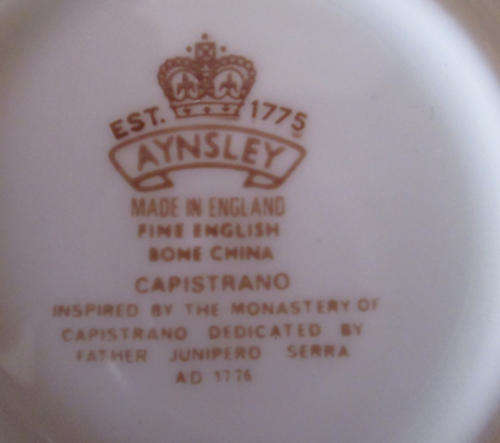 EST. 1775
AYNSLEY
MADE IN ENGLAND
FINE ENGLISH
BONE CHINA
CAPISTRANO
INSPIRED BY THE MONASTERY OF
CAPISTRANO DEDICATED BY
FATHER JUNIPERO SERRA
AD 1776